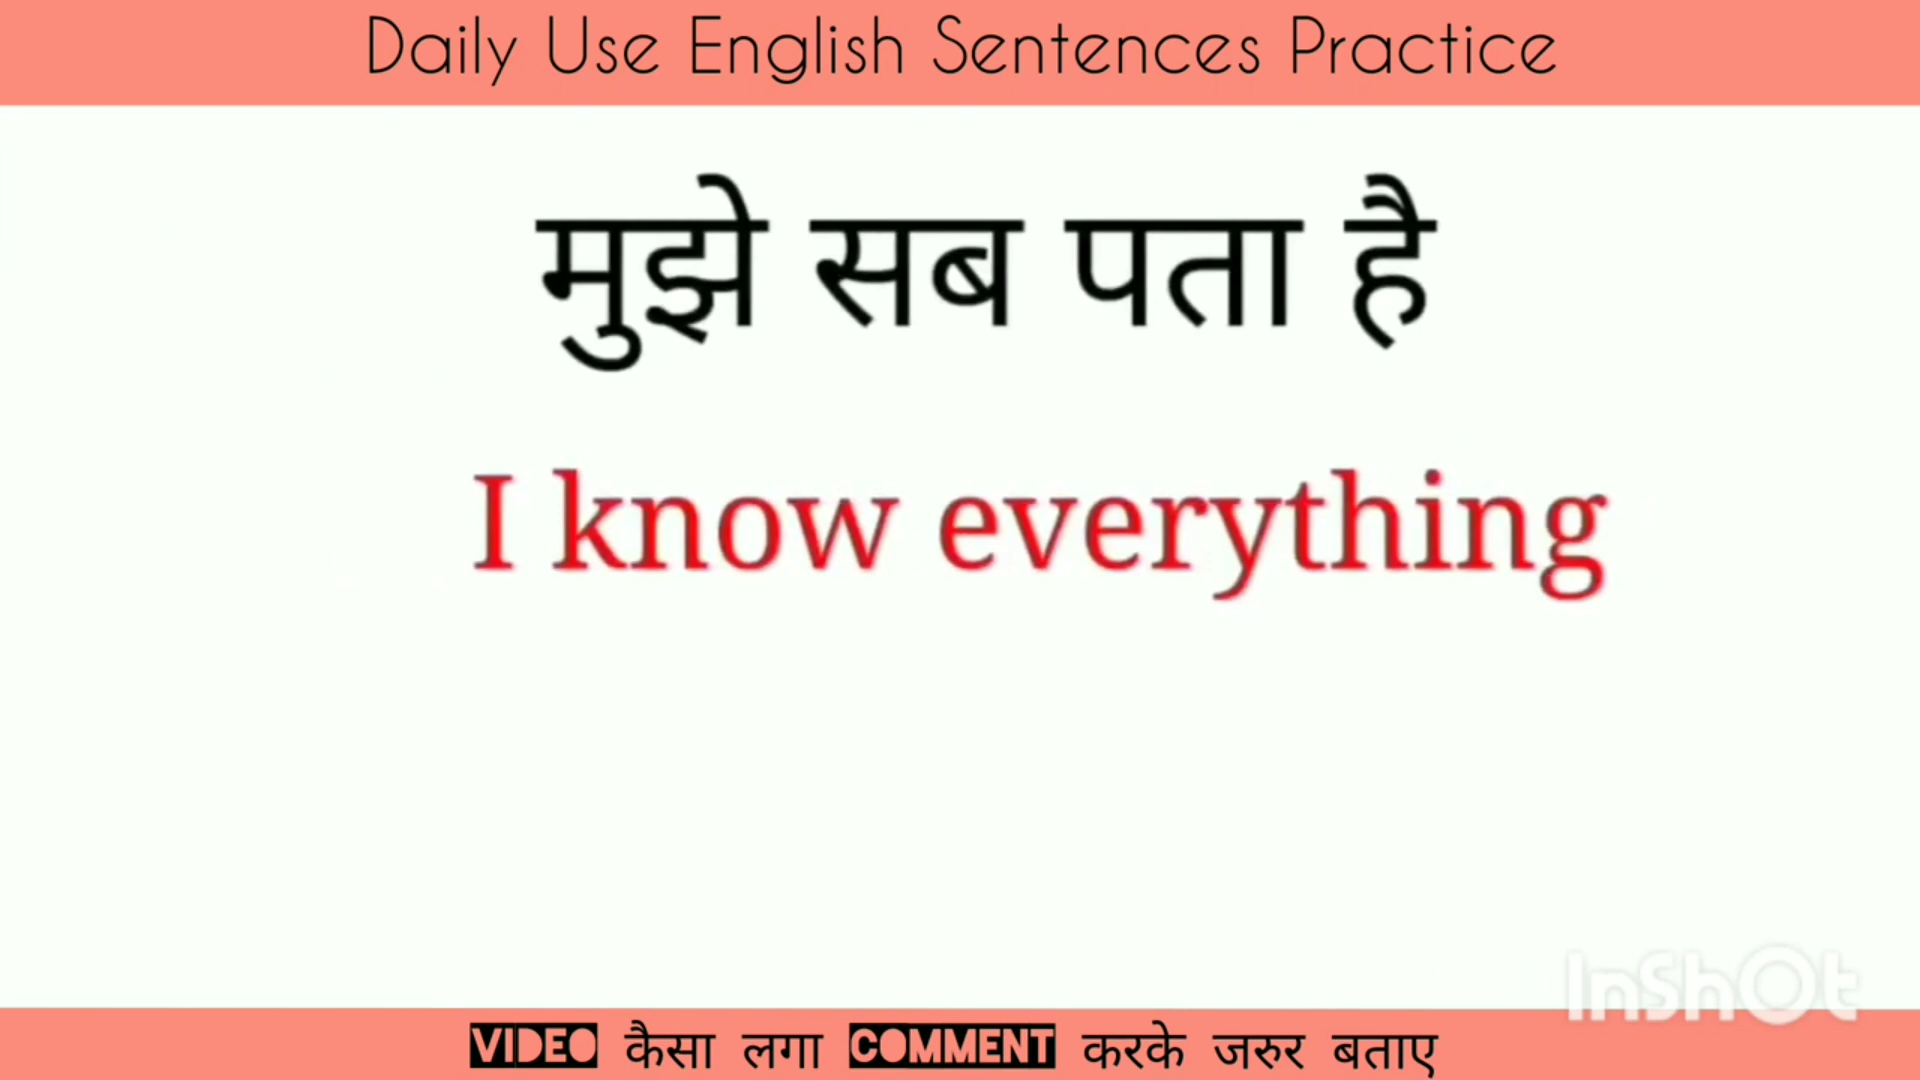 Daily Use English Sentences Practice
मुझे सब पता है
I know everything
InShOt
VIDEO कैसा लगा COMMENT करके जरुर बताए